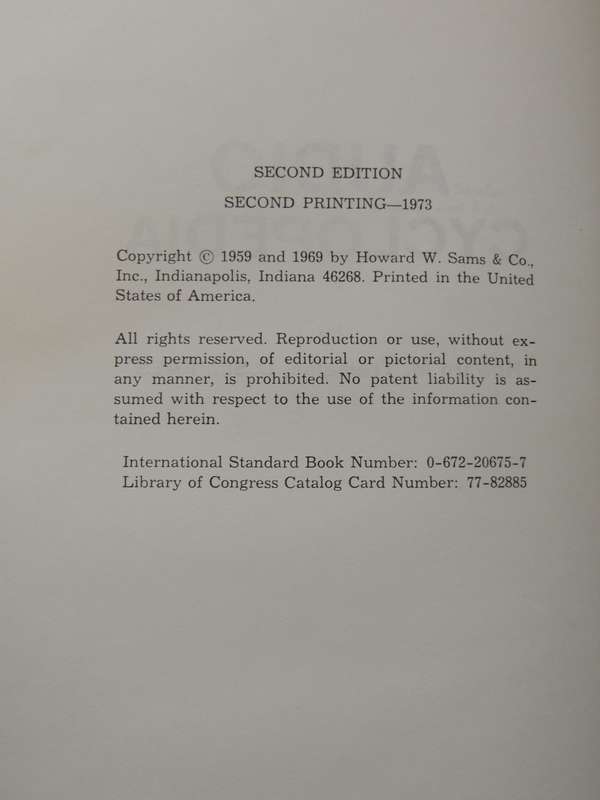 SECOND EDITION
SECOND PRINTING—1973
Copyright © 1959 and 1969 by Howard W. Sams & Co.,
Inc., Indianapolis, Indiana 46268. Printed in the United
States of America.
All rights reserved. Reproduction or use, without ex-
press permission, of editorial or pictorial content, in
any manner, is prohibited. No patent liability is as-
sumed with respect to the use of the information con-
tained herein.
International Standard Book Number: 0-672-20675-7
Library of Congress Catalog Card Number: 77-82885